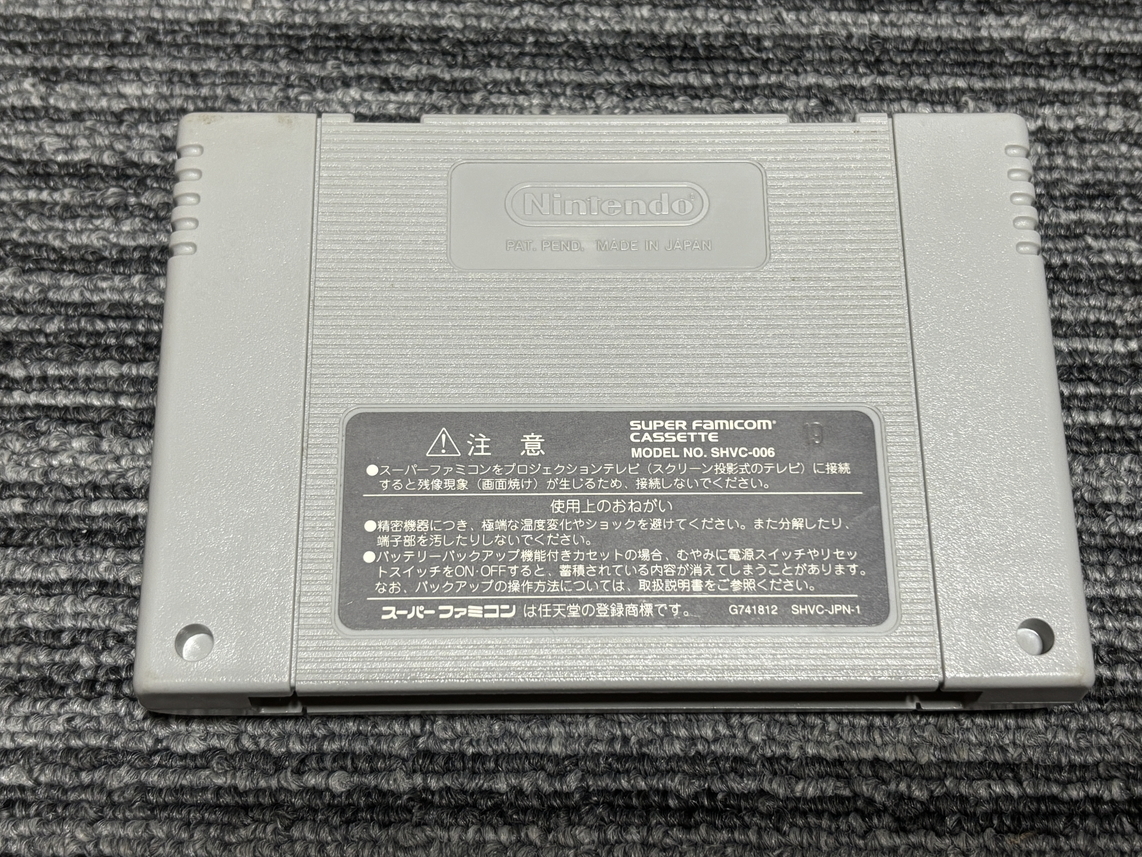 Nintendo
PAT. PEND. MADE IN JAPAN
注 意
SUPER FAMICOM
CASSETTE
MODEL NO. SHVC-006
19
●スーパーファミコンをプロジェクションテレビ（スクリーン投影式のテレビ）に接続
すると残像現象（画面焼け）が生じるため、接続しないでください。
使用上のおねがい
●精密機器につき、極端な温度変化やショックを避けてください。また分解したり、
端子部を汚したりしないでください。
●バッテリーバックアップ機能付きカセットの場合、むやみに電源スイッチやリセッ
トスイッチをON·OFFすると、蓄積されている内容が消えてしまうことがあります。
なお、バックアップの操作方法については、取扱説明書をご参照ください。
スーパーファミコン は任天堂の登録商標です。
G741812 SHVC-JPN-1